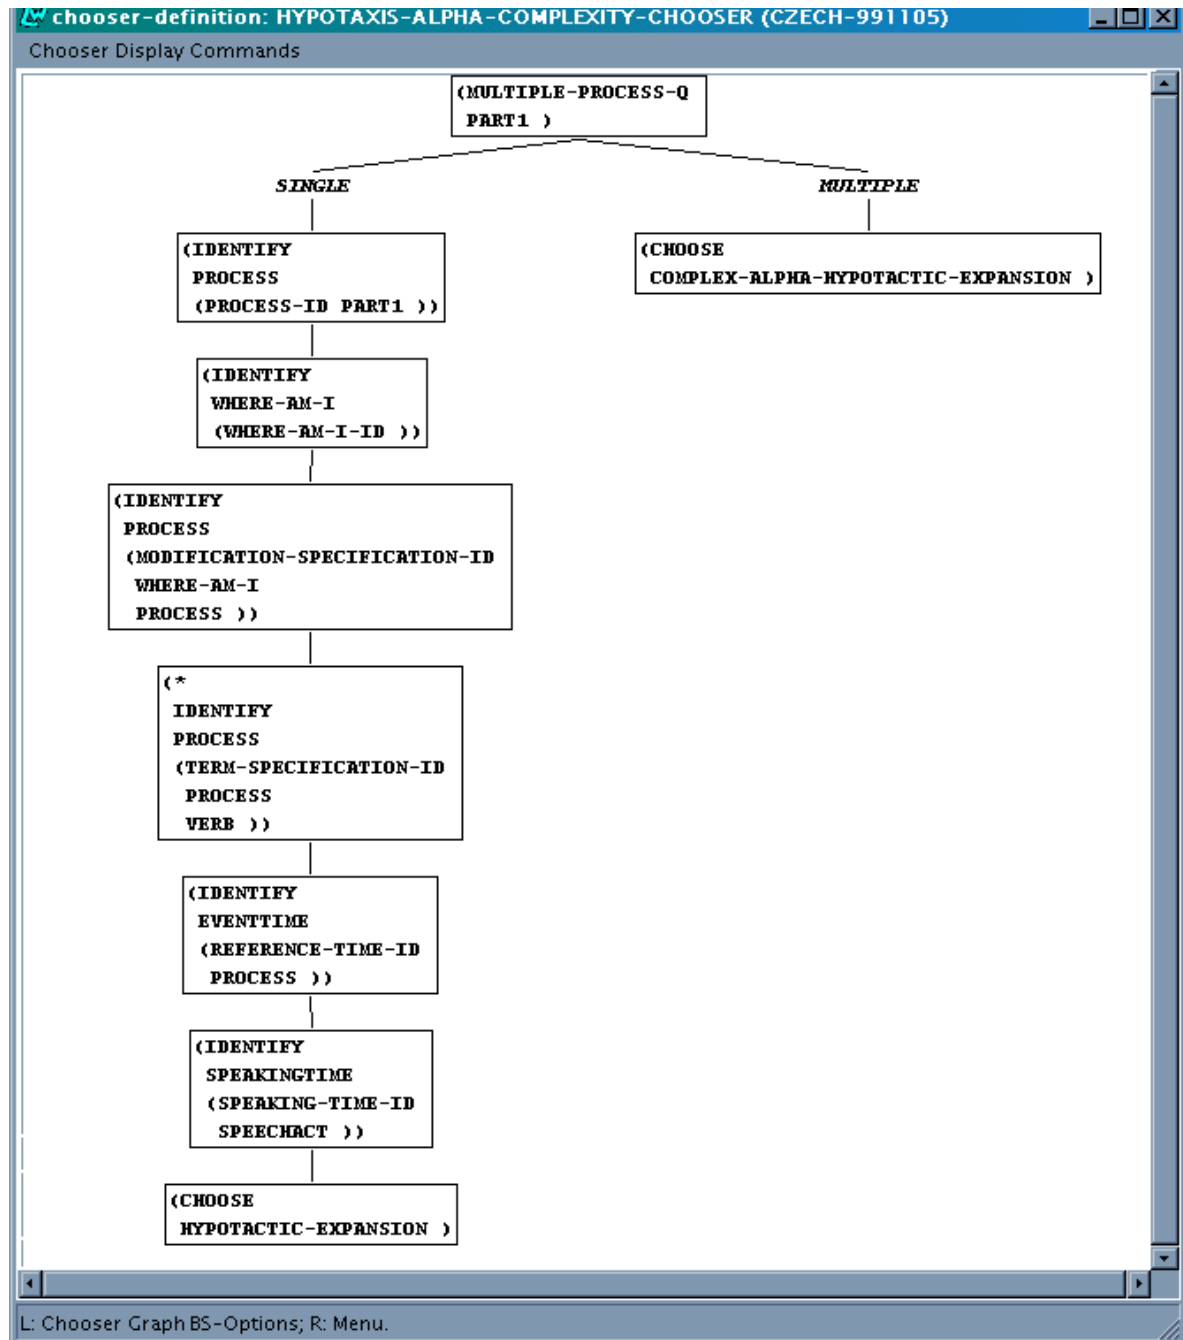 chooser-definition: HYPOTAXIS-ALPHA-COMPLEXITY-CHOOSER (CZECH-991105)
Chooser Display Commands
(MULTIPLE-PROCESS-Q
PART1 )
SINGLE
MULTIPLE
(IDENTIFY
PROCESS
(PROCESS-ID PART1 ))
(CHOOSE
COMPLEX-ALPHA-HYPOTACTIC-EXPANSION )
(IDENTIFY
WHERE-AM-I
(WHERE-AM-I-ID ))
(IDENTIFY
PROCESS
(MODIFICATION-SPECIFICATION-ID
WHERE-AM-I
PROCESS ))
(*
IDENTIFY
PROCESS
(TERM-SPECIFICATION-ID
PROCESS
VERB ))
(IDENTIFY
EVENTTIME
(REFERENCE-TIME-ID
PROCESS ))
(IDENTIFY
SPEAKINGTIME
(SPEAKING-TIME-ID
SPEECHACT ))
(CHOOSE
HYPOTACTIC-EXPANSION )
L: Chooser Graph BS-Options; R: Menu.